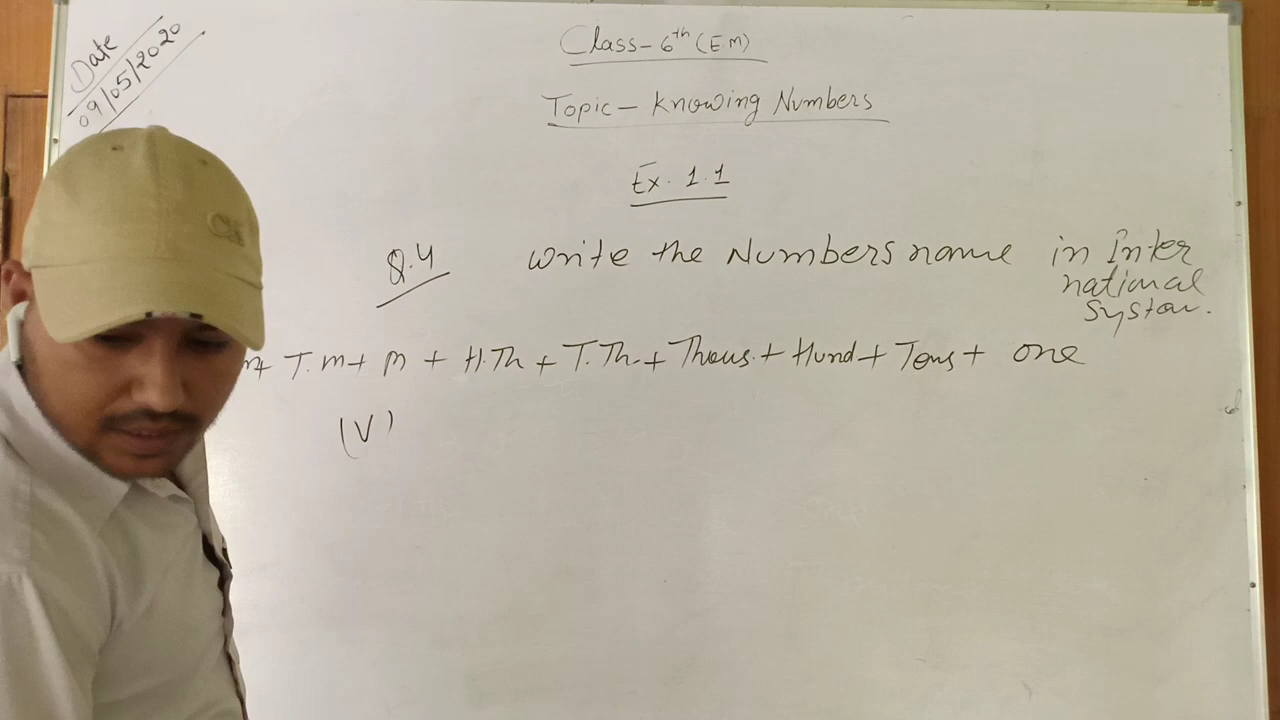 Date
09/05/2020
Class-6th (E.M)
Topic - Knowing Numbers
Ex. 1.1
Q.4 Write the Numbers name in Inter
national
System.
+ T.M + M + H.Th + T.Th. + Thous. + Hund + Tens + one
(V)